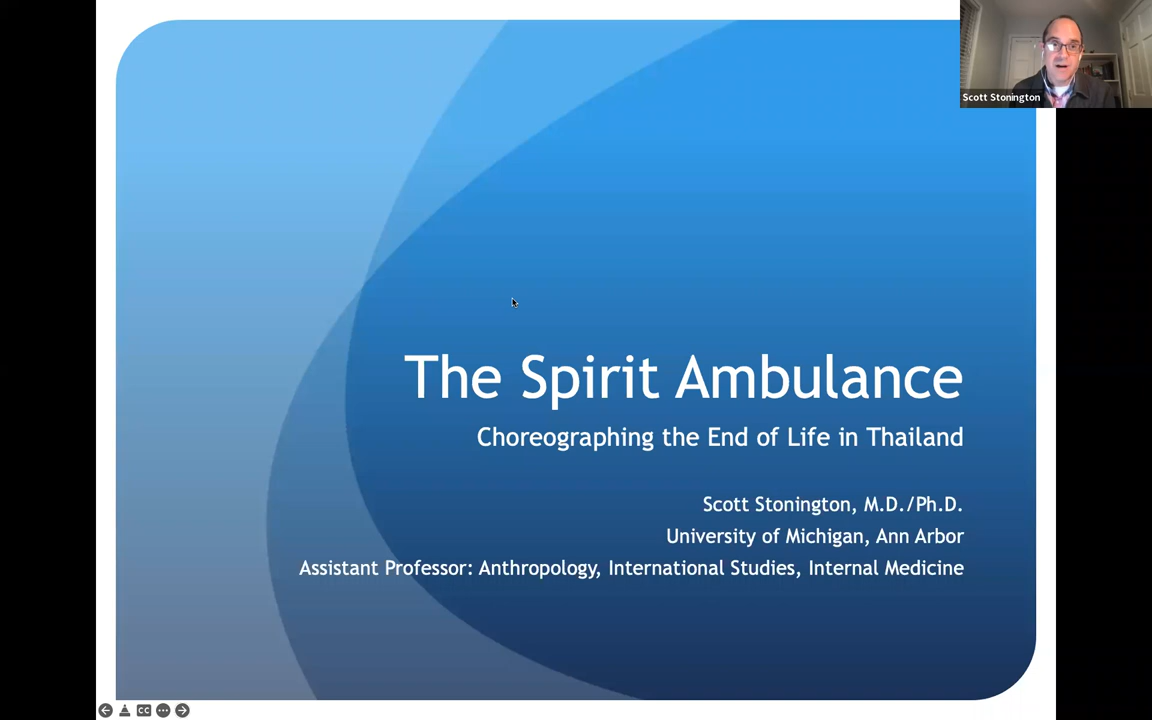 Scott Stonington
The Spirit Ambulance
Choreographing the End of Life in Thailand
Scott Stonington, M.D./Ph.D.
University of Michigan, Ann Arbor
Assistant Professor: Anthropology, International Studies, Internal Medicine
CC